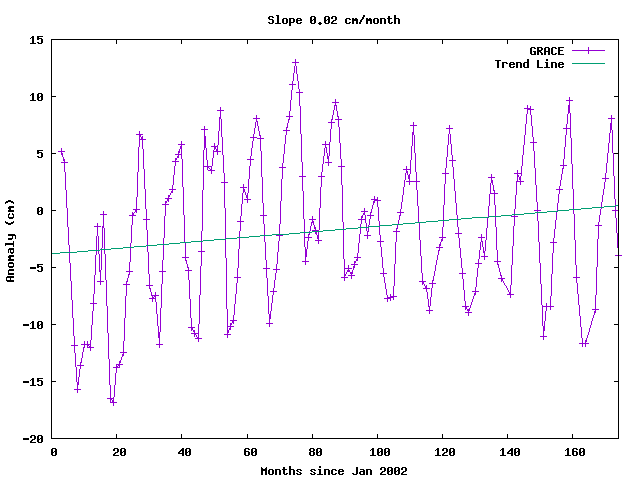 Slope 0.02 cm/month
GRACE
Trend Line
15
10
5
0
-5
-10
-15
-20
Anomaly (cm)
0 20 40 60 80 100 120 140 160
Months since Jan 2002